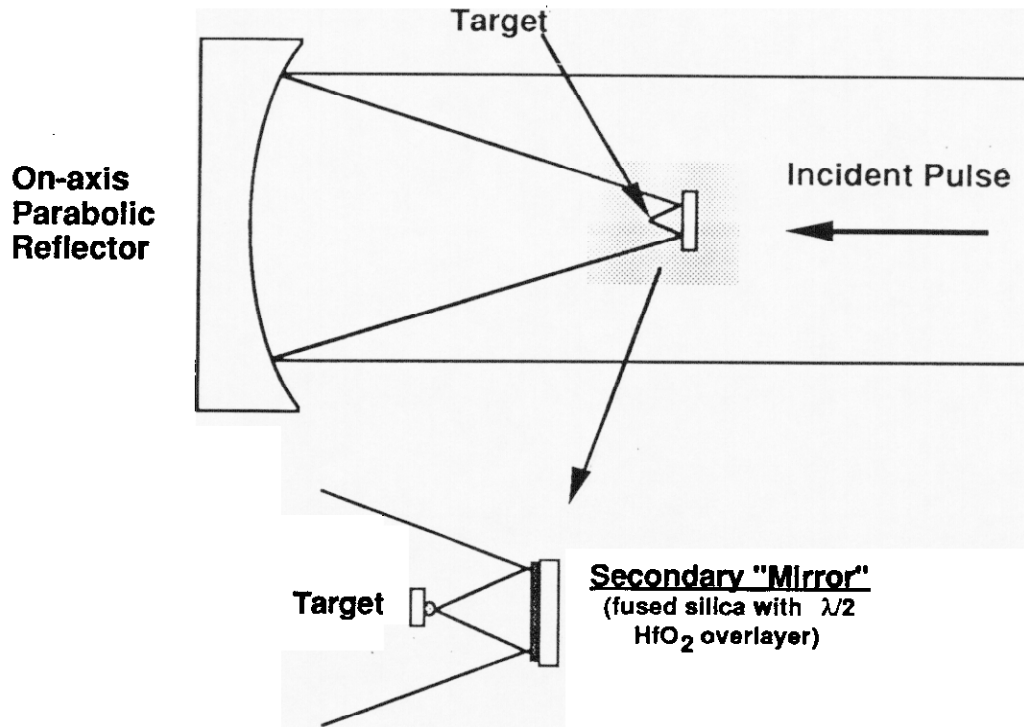 Target
On-axis
Parabolic
Reflector
Incident Pulse
Target
Secondary "Mirror"
(fused silica with λ/2
HfO₂ overlayer)